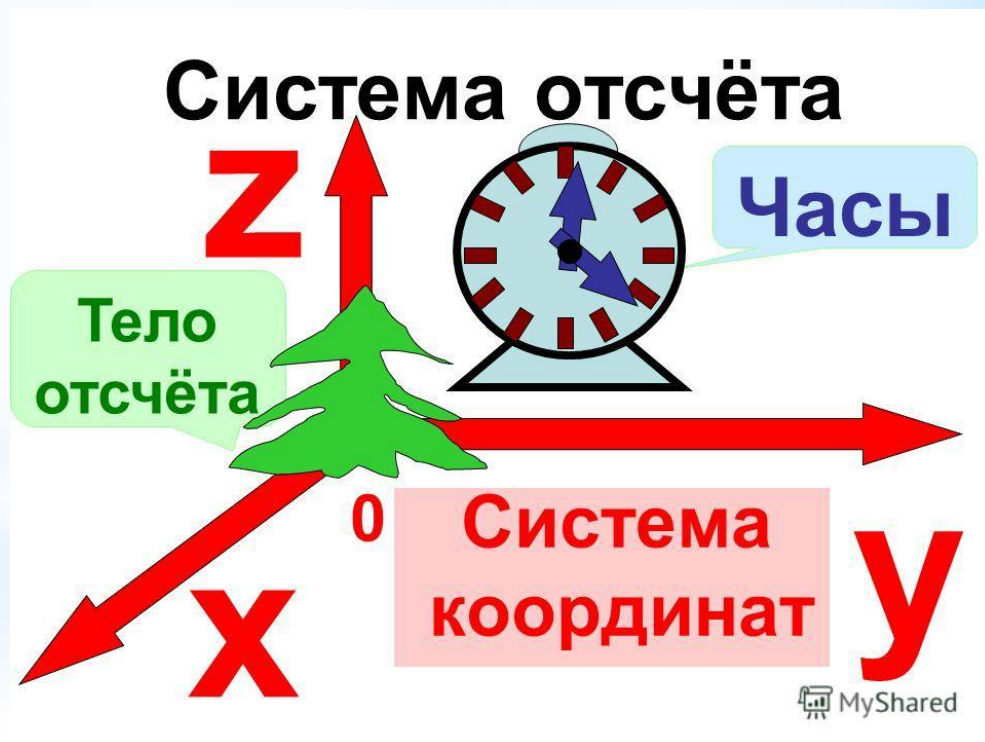 Система отсчёта
z
Часы
Тело
отсчёта
0
Система
координат
x
y
MyShared